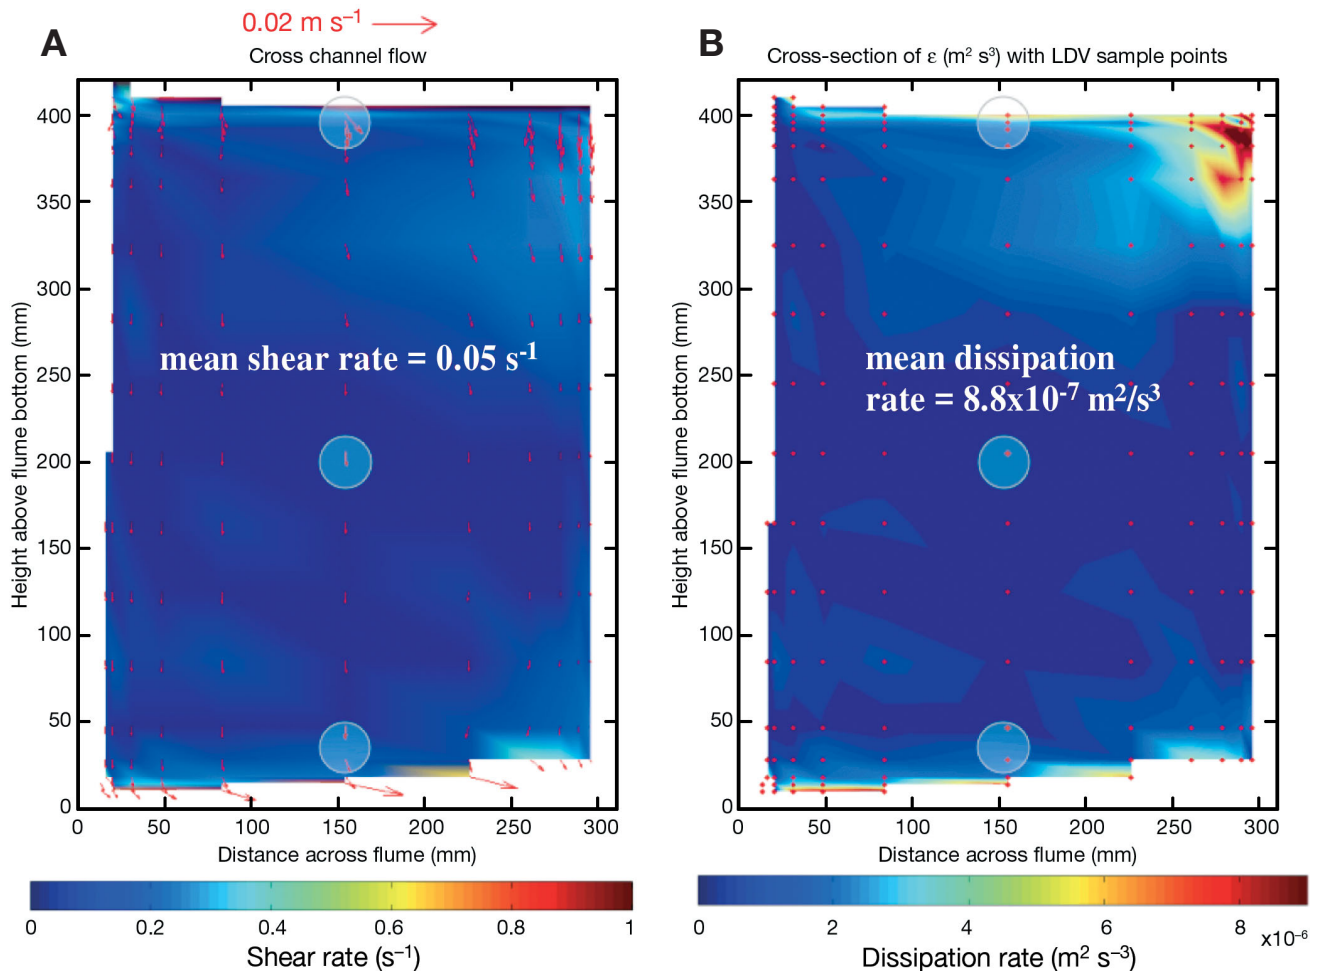 0.02 m s⁻¹
A
Cross channel flow
400
350
300
250
200
150
100
50
0
Height above flume bottom (mm)
mean shear rate = 0.05 s⁻¹
0 50 100 150 200 250 300
Distance across flume (mm)
0 0.2 0.4 0.6 0.8 1
Shear rate (s⁻¹)
B
Cross-section of ε (m² s³) with LDV sample points
400
350
300
250
200
150
100
50
0
Height above flume bottom (mm)
mean dissipation
rate = 8.8x10⁻⁷ m²/s³
0 50 100 150 200 250 300
Distance across flume (mm)
0 2 4 6 8 x10⁻⁶
Dissipation rate (m² s⁻³)